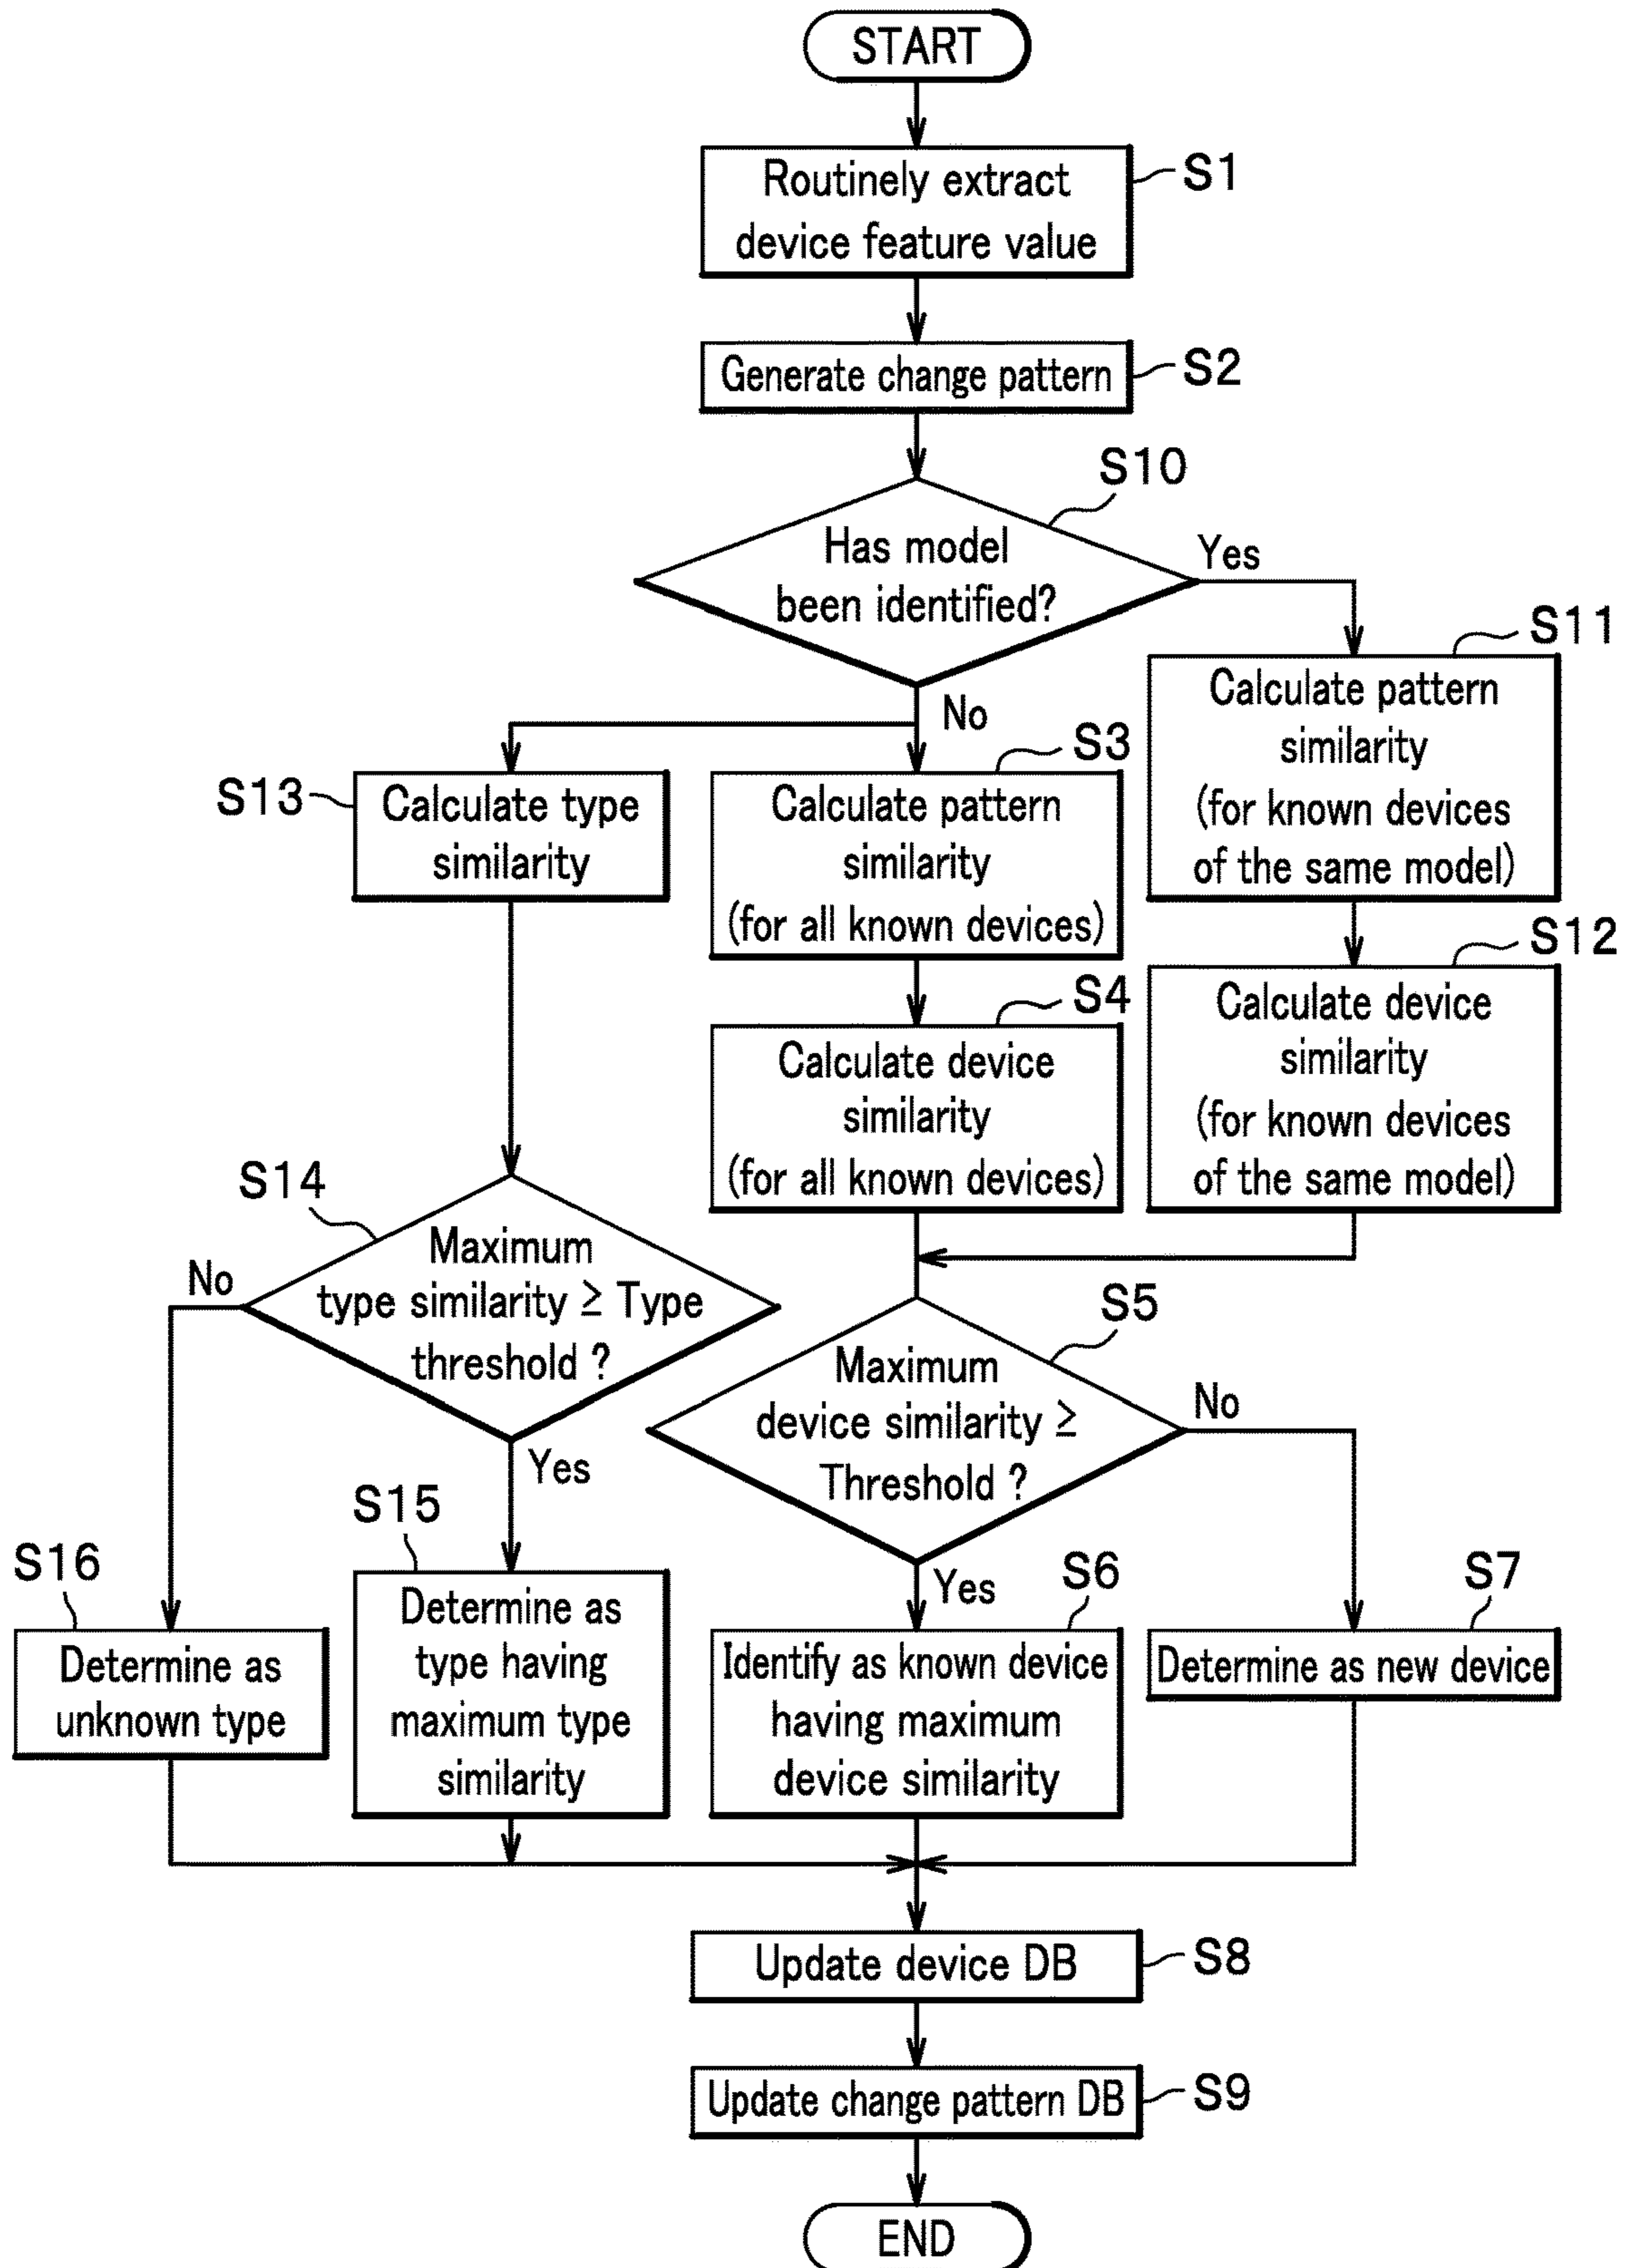 START
Routinely extract
device feature value
S1
Generate change pattern
S2
S10
Has model
been identified?
Yes
No
S11
Calculate pattern
similarity
(for known devices
of the same model)
S3
Calculate pattern
similarity
(for all known devices)
S13
Calculate type
similarity
S12
Calculate device
similarity
(for known devices
of the same model)
S4
Calculate device
similarity
(for all known devices)
S14
Maximum
type similarity ≥ Type
threshold ?
No
Yes
S5
Maximum
device similarity ≥
Threshold ?
No
Yes
S16
Determine as
unknown type
S15
Determine as
type having
maximum type
similarity
S6
Identify as known device
having maximum
device similarity
S7
Determine as new device
Update device DB
S8
Update change pattern DB
S9
END